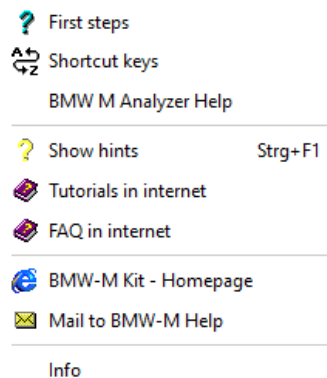 First steps
Shortcut keys
BMW M Analyzer Help
Show hints Strg+F1
Tutorials in internet
FAQ in internet
BMW-M Kit - Homepage
Mail to BMW-M Help
Info